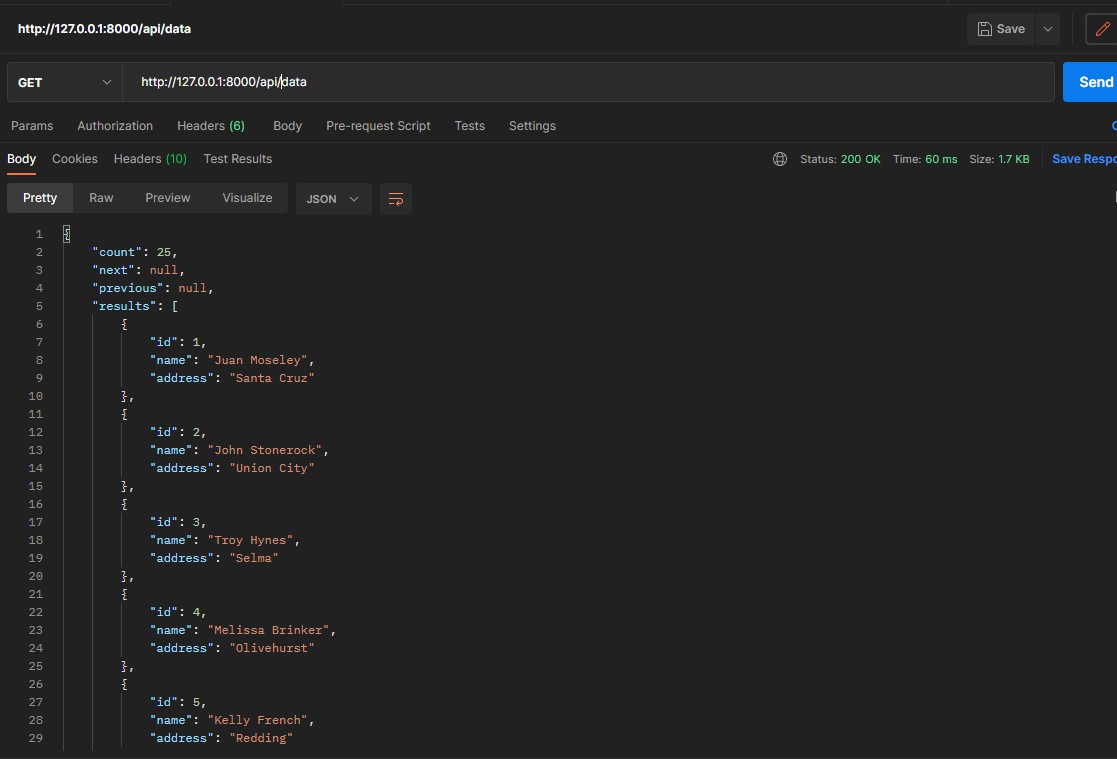 http://127.0.0.1:8000/api/data Save
GET http://127.0.0.1:8000/api/data Send
Params Authorization Headers (6) Body Pre-request Script Tests Settings
Body Cookies Headers (10) Test Results Status: 200 OK Time: 60 ms Size: 1.7 KB Save Respo
Pretty Raw Preview Visualize JSON
1 {
2 "count": 25,
3 "next": null,
4 "previous": null,
5 "results": [
6 {
7 "id": 1,
8 "name": "Juan Moseley",
9 "address": "Santa Cruz"
10 },
11 {
12 "id": 2,
13 "name": "John Stonerock",
14 "address": "Union City"
15 },
16 {
17 "id": 3,
18 "name": "Troy Hynes",
19 "address": "Selma"
20 },
21 {
22 "id": 4,
23 "name": "Melissa Brinker",
24 "address": "Olivehurst"
25 },
26 {
27 "id": 5,
28 "name": "Kelly French",
29 "address": "Redding"